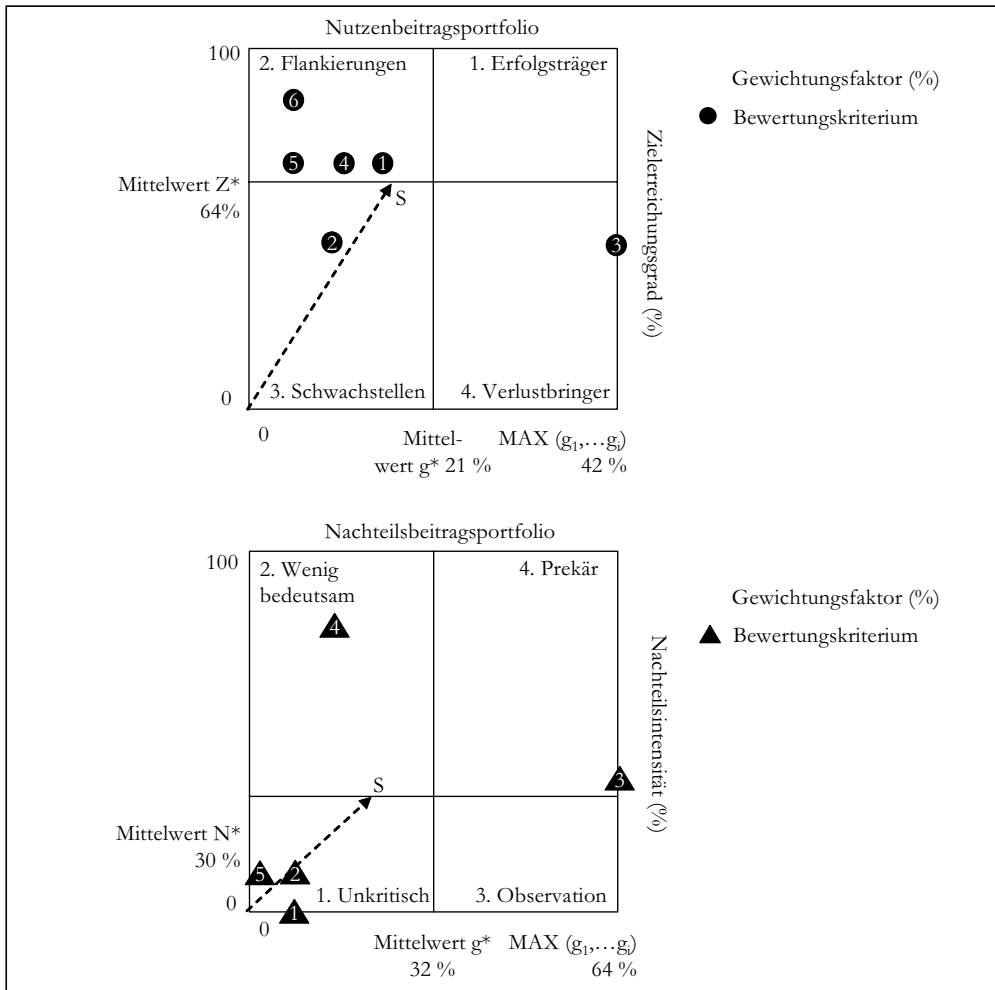 Nutzenbeitragsportfolio
100
2. Flankierungen
1. Erfolgsträger
Gewichtungsfaktor (%)
Bewertungskriterium
6
5
4
1
Mittelwert Z*
64%
S
2
3
Zielerreichungsgrad (%)
3. Schwachstellen
4. Verlustbringer
0
0
Mittel-
wert g* 21 %
MAX (g1,…gi)
42 %
Nachteilsbeitragsportfolio
100
2. Wenig
bedeutsam
4. Prekär
Gewichtungsfaktor (%)
Bewertungskriterium
4
Nachteilsintensität (%)
3
S
Mittelwert N*
30 %
5
2
1. Unkritisch
3. Observation
0
1
0
Mittelwert g*
32 %
MAX (g1,…gi)
64 %